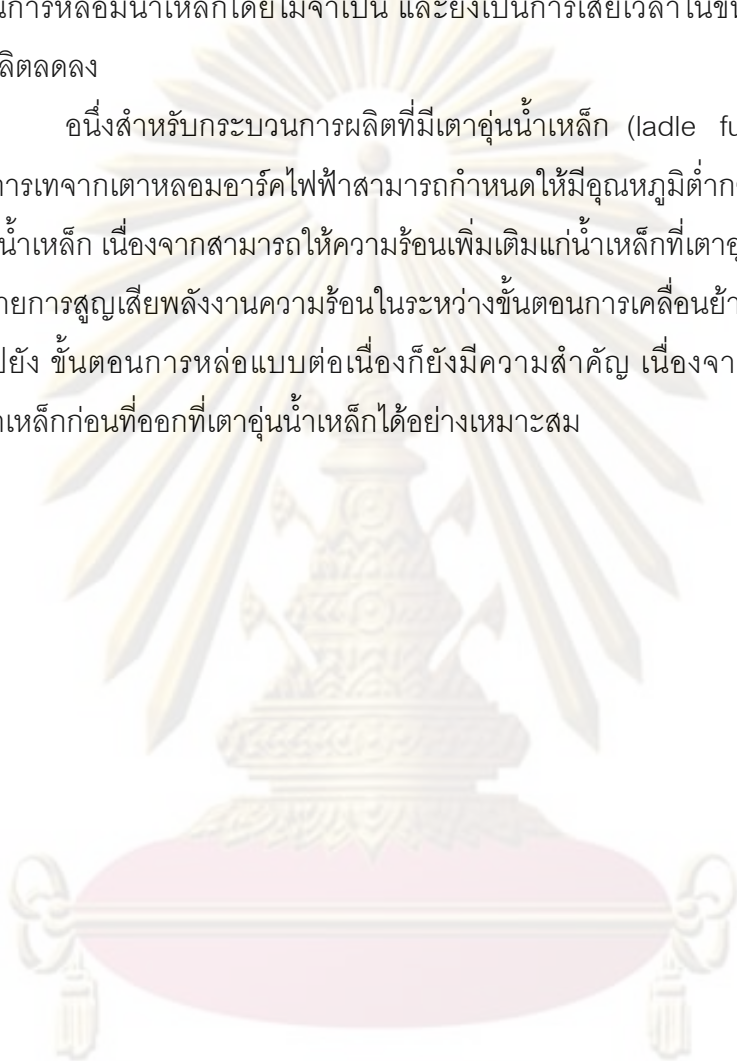 นการหลอมน้ำเหล็กโดยไม่จำเป็น และยังเป็นการเสียเวลาในขั้น
ลิตลดลง
อนึ่งสำหรับกระบวนการผลิตที่มีเตาอุ่นน้ำเหล็ก (ladle fu
การเทจากเตาหลอมอาร์คไฟฟ้าสามารถกำหนดให้มีอุณหภูมิต่ำก
น้ำเหล็ก เนื่องจากสามารถให้ความร้อนเพิ่มเติมแก่น้ำเหล็กที่เตาอุ
ายการสูญเสียพลังงานความร้อนในระหว่างขั้นตอนการเคลื่อนย้า
ปยัง ขั้นตอนการหล่อแบบต่อเนื่องก็ยังมีความสำคัญ เนื่องจา
าเหล็กก่อนที่ออกที่เตาอุ่นน้ำเหล็กได้อย่างเหมาะสม